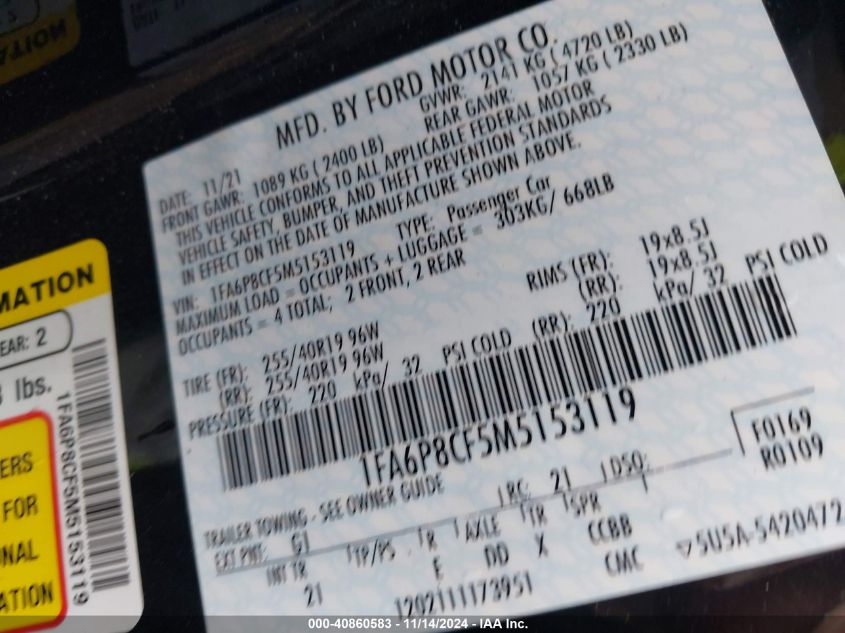 MFD. BY FORD MOTOR CO.
DATE: 11/21 GVWR: 2141 KG ( 4720 LB)
FRONT GAWR: 1089 KG ( 2400 LB) REAR GAWR: 1057 KG ( 2330 LB)
THIS VEHICLE CONFORMS TO ALL APPLICABLE FEDERAL MOTOR
VEHICLE SAFETY, BUMPER, AND THEFT PREVENTION STANDARDS
IN EFFECT ON THE DATE OF MANUFACTURE SHOWN ABOVE.
VIN: 1FA6P8CF5M5153119 TYPE: Passenger Car
MAXIMUM LOAD = OCCUPANTS + LUGGAGE = 303KG/ 668LB
OCCUPANTS = 4 TOTAL; 2 FRONT, 2 REAR
TIRE (FR): 255/40R19 96W RIMS (FR): 19x8.5J
(RR): 255/40R19 96W (RR): 19x8.5J
PRESSURE (FR): 220 kPa/ 32 PSI COLD (RR): 220 kPa/ 32 PSI COLD
1FA6P8CF5M5153119
TRAILER TOWING - SEE OWNER GUIDE RC: 21 DSO: F0169
R0109
EXT PNT: G1 TP/PS R AXLE TR SPR
INT TR E DD X CCBB
21 CMC 5U5A-5420472
1202111173951
MATION
EAR: 2
lbs.
1FA6P8CF5M5153119
ERS
FOR
ONAL
ATION
000-40860583 - 11/14/2024 - IAA Inc.